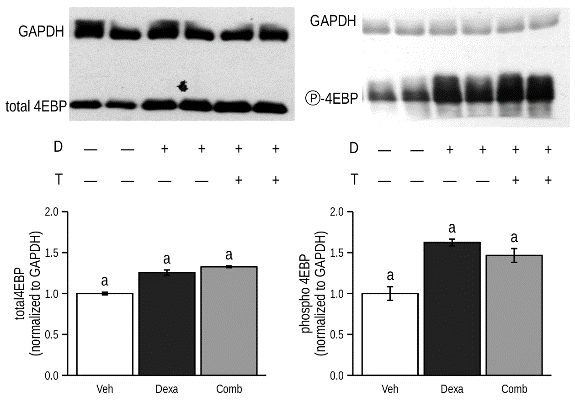 GAPDH
total 4EBP
D — — + + + +
T — — — — + +
GAPDH
Ⓟ-4EBP
D — — + + + +
T — — — — + +
total4EBP
(normalized to GAPDH)
2.0
1.5
1.0
0.5
0.0
a
a
a
Veh Dexa Comb
phospho 4EBP
(normalized to GAPDH)
2.0
1.5
1.0
0.5
0.0
a
a
a
Veh Dexa Comb